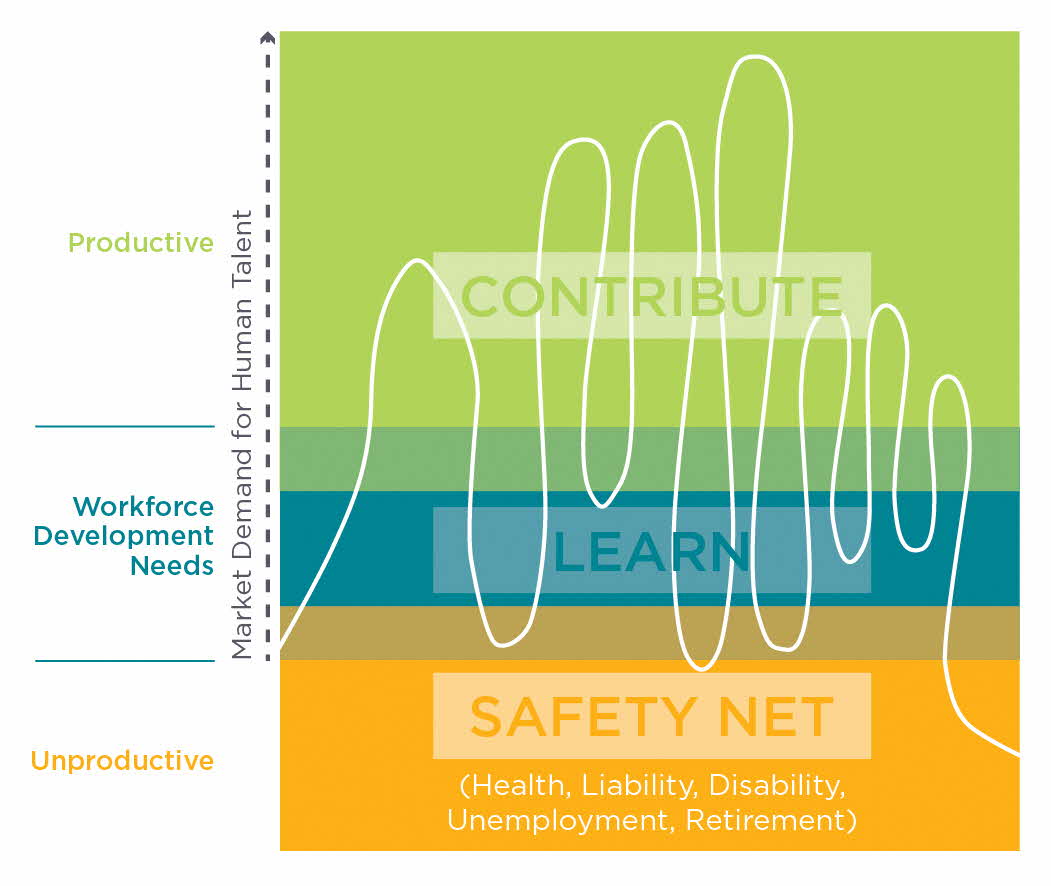 Productive
Market Demand for Human Talent
CONTRIBUTE
Workforce
Development
Needs
LEARN
SAFETY NET
Unproductive
(Health, Liability, Disability,
Unemployment, Retirement)